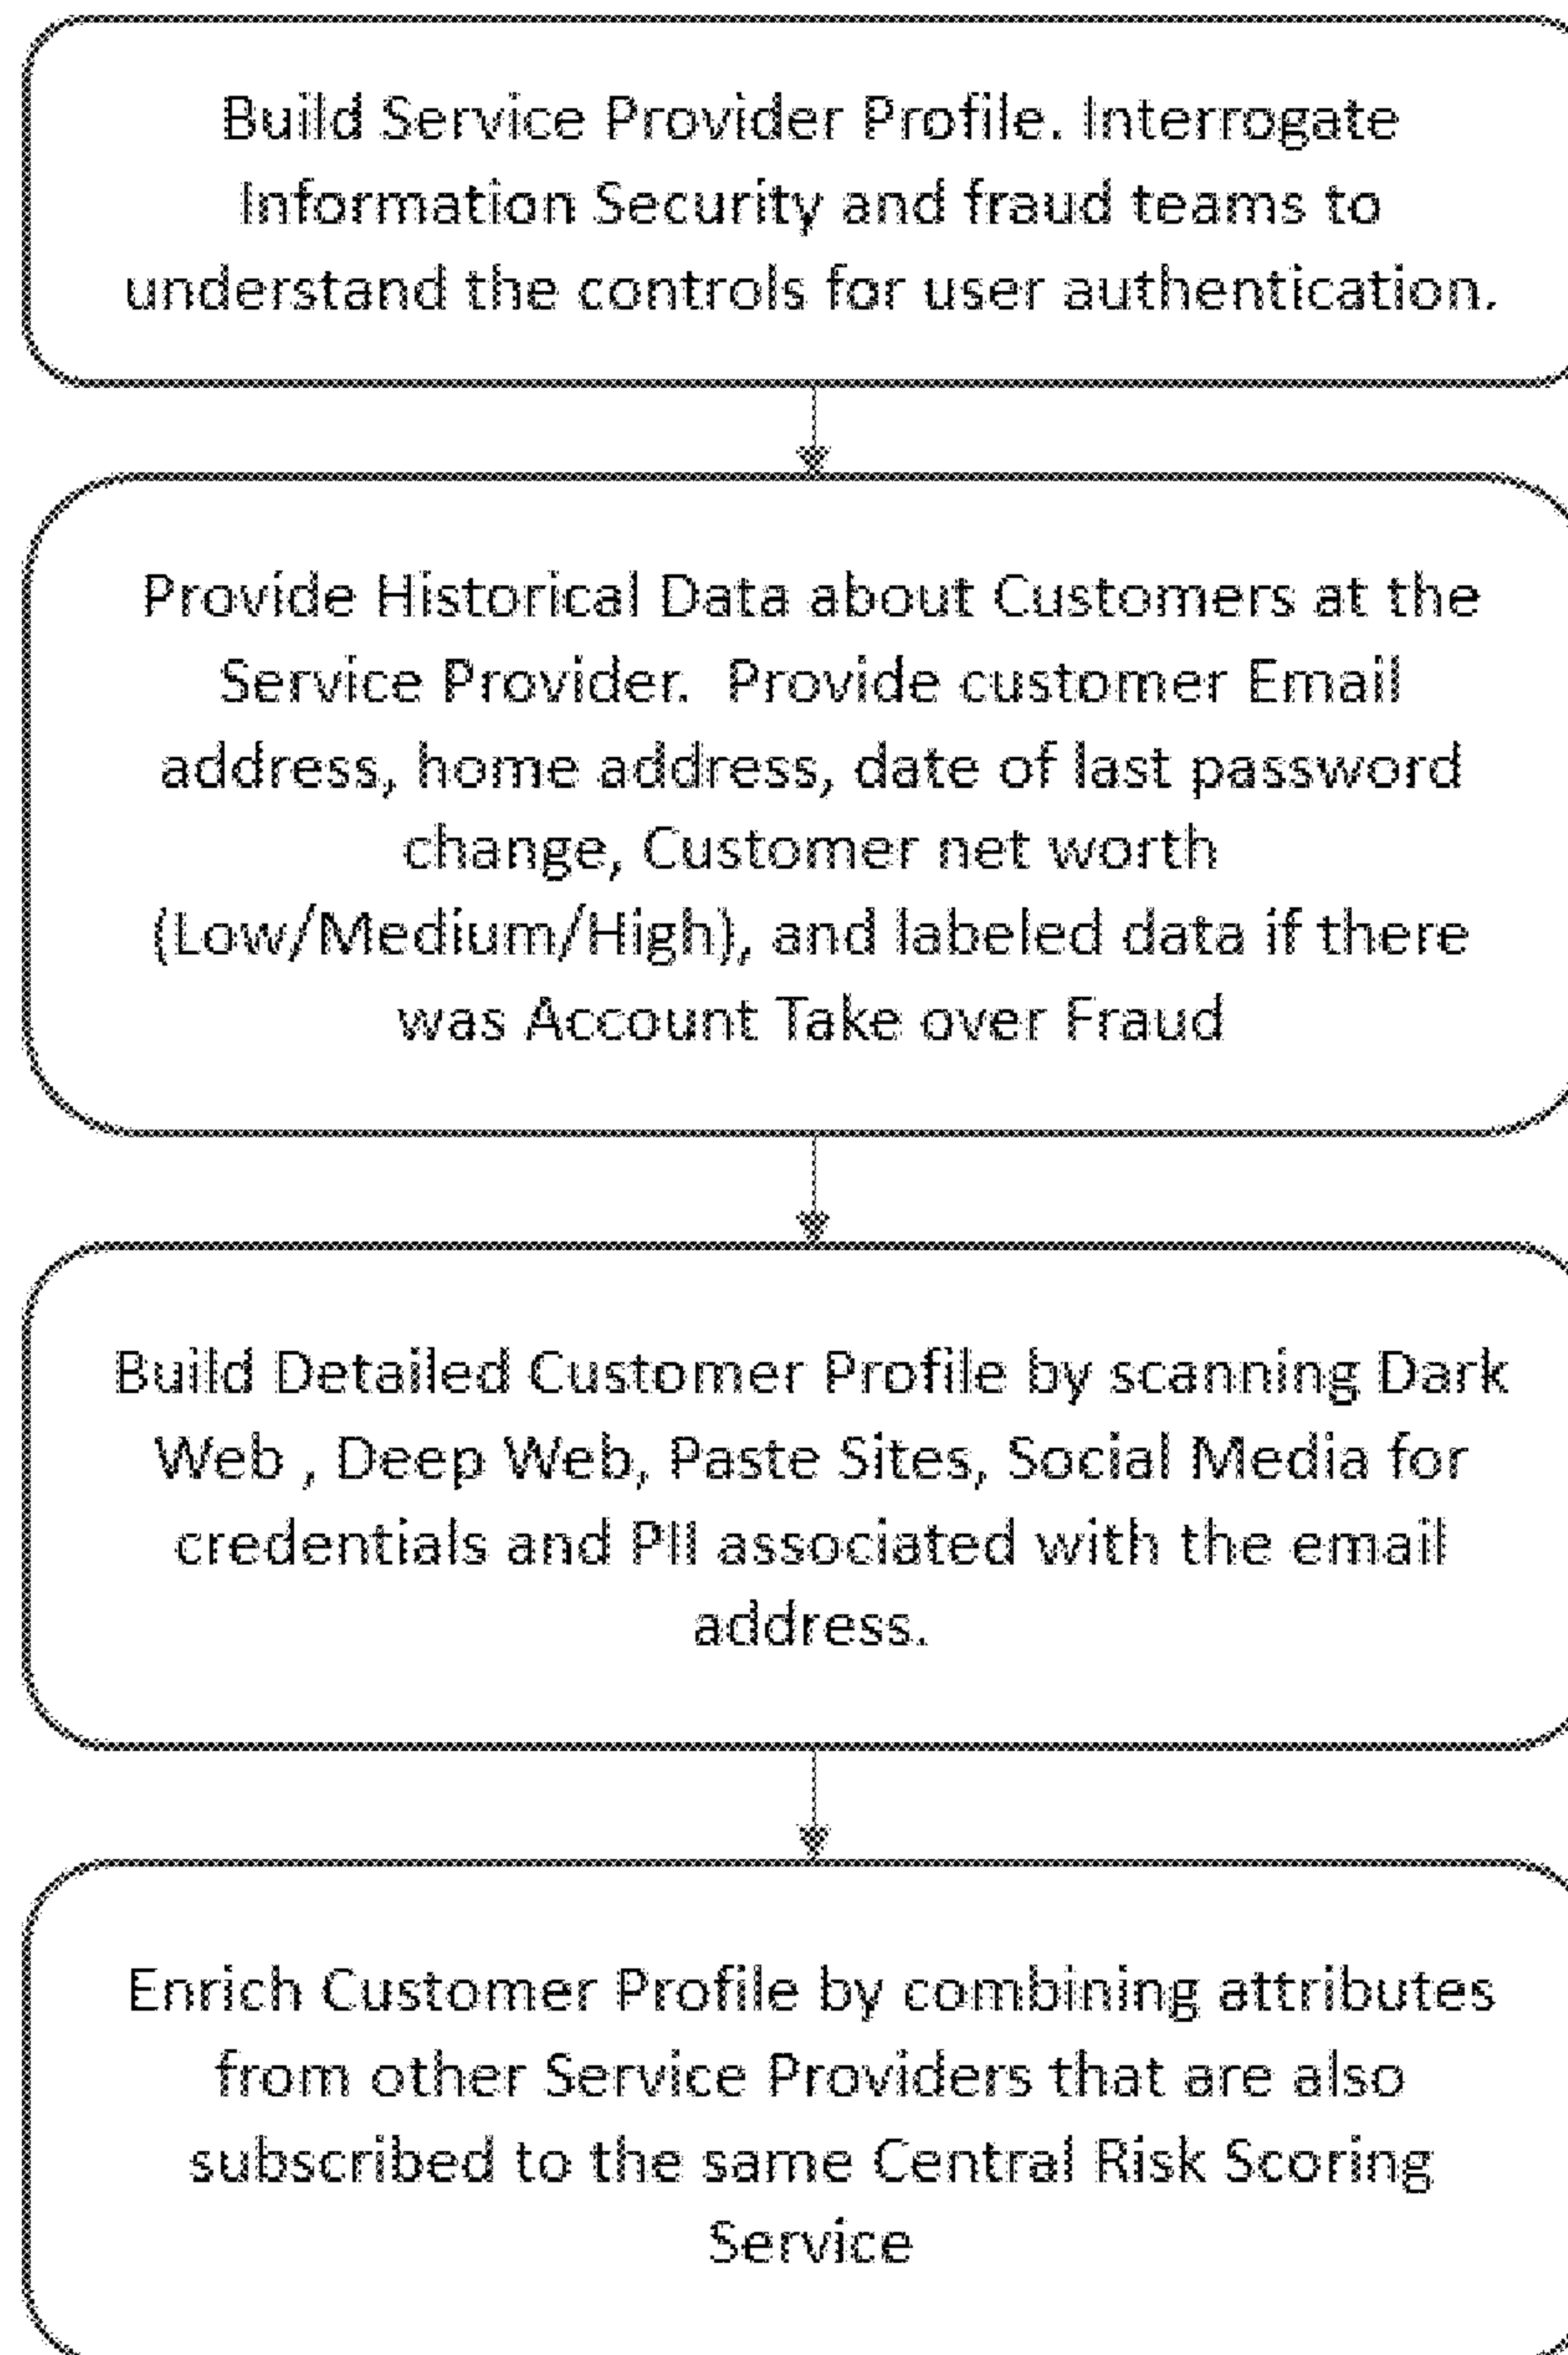 Build Service Provider Profile. Interrogate
Information Security and fraud teams to
understand the controls for user authentication.
Provide Historical Data about Customers at the
Service Provider.  Provide customer Email
address, home address, date of last password
change, Customer net worth
(Low/Medium/High), and labeled data if there
was Account Take over Fraud
Build Detailed Customer Profile by scanning Dark
Web , Deep Web, Paste Sites, Social Media for
credentials and PII associated with the email
address.
Enrich Customer Profile by combining attributes
from other Service Providers that are also
subscribed to the same Central Risk Scoring
Service